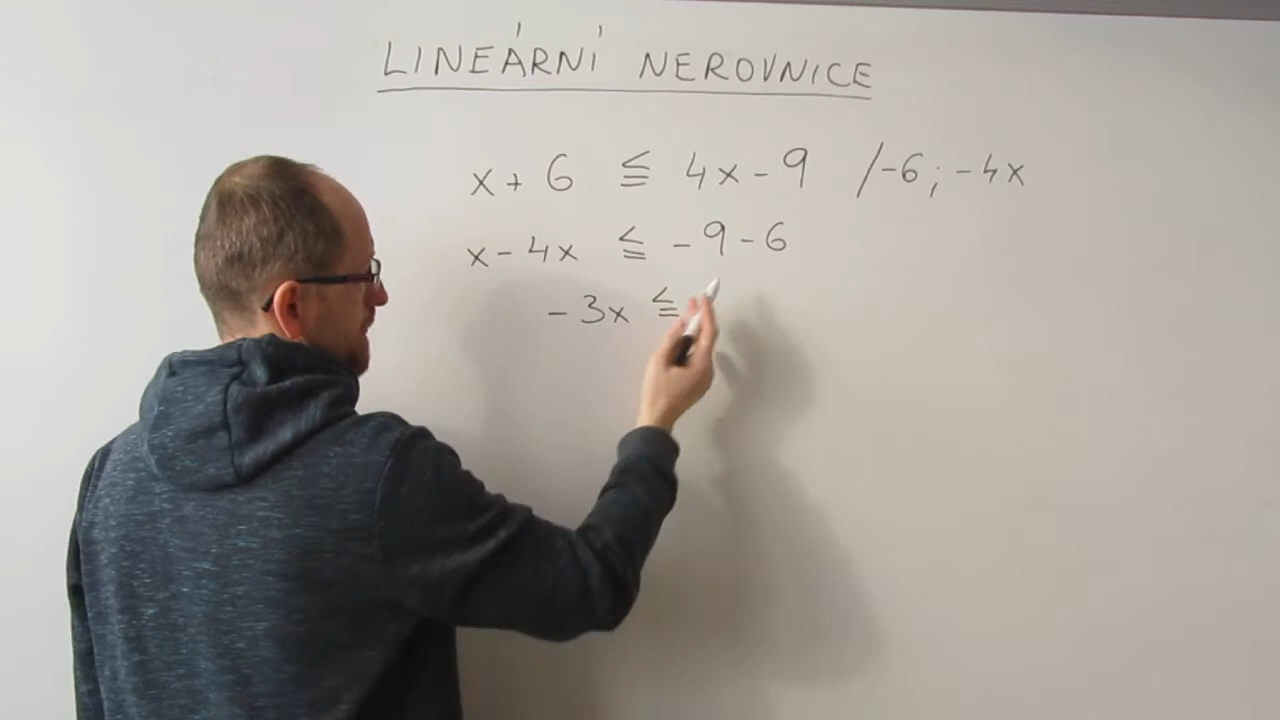 LINEÁRNÍ NEROVNICE
x + 6 ≦ 4x - 9 /-6; -4x
x - 4x ≦ -9 - 6
-3x ≦